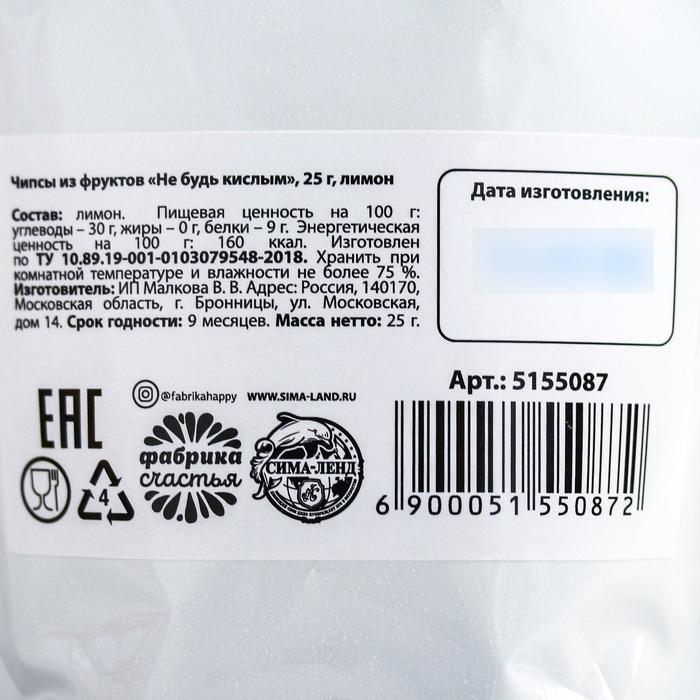 Чипсы из фруктов «Не будь кислым», 25 г, лимон
Состав: лимон. Пищевая ценность на 100 г:
углеводы – 30 г, жиры – 0 г, белки – 9 г. Энергетическая
ценность на 100 г: 160 ккал. Изготовлен
по ТУ 10.89.19-001-0103079548-2018. Хранить при
комнатной температуре и влажности не более 75 %.
Изготовитель: ИП Малкова В. В. Адрес: Россия, 140170,
Московская область, г. Бронницы, ул. Московская,
дом 14. Срок годности: 9 месяцев. Масса нетто: 25 г.
Дата изготовления:
Арт.: 5155087
EAC
@fabrikahappy WWW.SIMA-LAND.RU
4
фабрика
счастья
СИМА-ЛЕНД
6 900051 550872